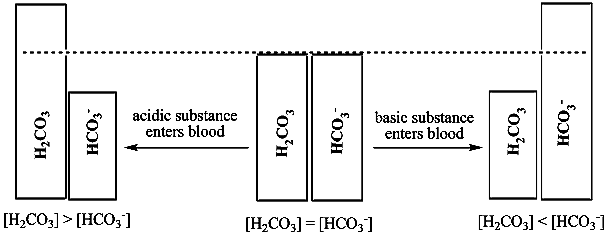 H₂CO₃
HCO₃⁻
acidic substance
enters blood
H₂CO₃
HCO₃⁻
basic substance
enters blood
H₂CO₃
HCO₃⁻
[H₂CO₃] > [HCO₃⁻]
[H₂CO₃] = [HCO₃⁻]
[H₂CO₃] < [HCO₃⁻]